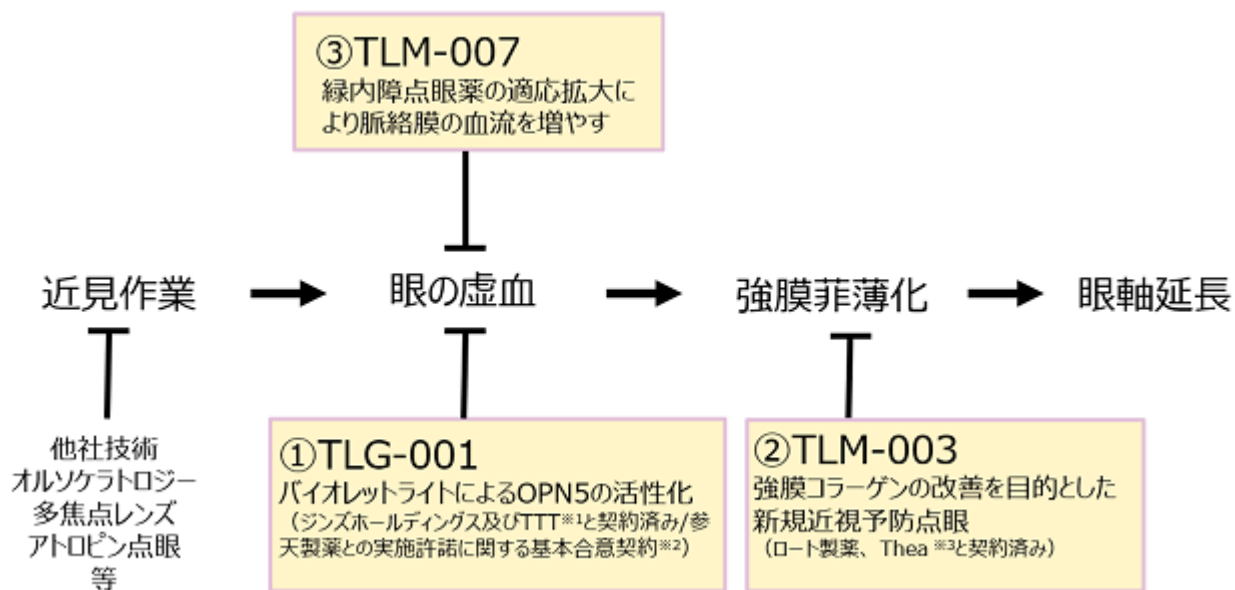 ③TLM-007
緑内障点眼薬の適応拡大に
より脈絡膜の血流を増やす
近見作業
眼の虚血
強膜菲薄化
眼軸延長
他社技術
オルソケラトロジー
多焦点レンズ
アトロピン点眼
等
①TLG-001
バイオレットライトによるOPN5の活性化
（ジンズホールディングス及びTTT※1と契約済み/参
天製薬との実施許諾に関する基本合意契約※2）
②TLM-003
強膜コラーゲンの改善を目的とした
新規近視予防点眼
（ロート製薬、Thea ※3と契約済み）